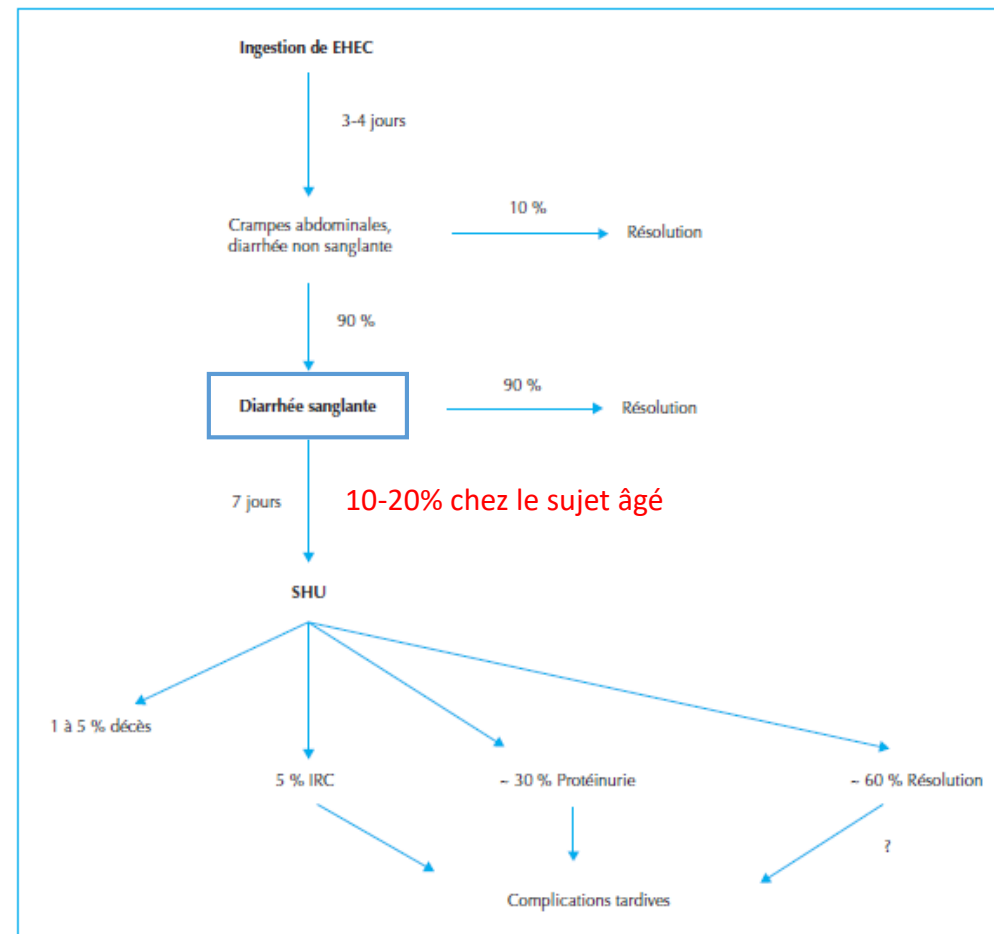 Ingestion de EHEC
3-4 jours
10 %
Crampes abdominales,
diarrhée non sanglante
Résolution
90 %
90 %
Diarrhée sanglante
Résolution
7 jours
10-20% chez le sujet âgé
SHU
1 à 5 % décès
5 % IRC
~ 30 % Protéinurie
~ 60 % Résolution
?
Complications tardives